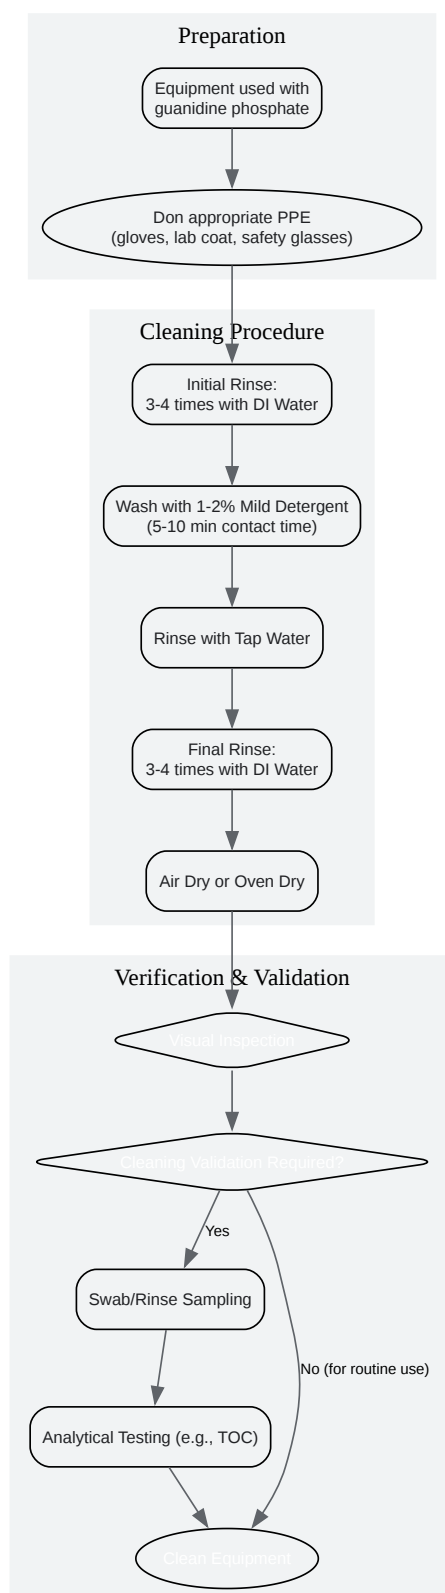 Preparation
Equipment used with
guanidine phosphate
Don appropriate PPE
(gloves, lab coat, safety glasses)
Cleaning Procedure
Initial Rinse:
3-4 times with DI Water
Wash with 1-2% Mild Detergent
(5-10 min contact time)
Rinse with Tap Water
Final Rinse:
3-4 times with DI Water
Air Dry or Oven Dry
Verification & Validation
Visual Inspection
Cleaning Validation Required?
Yes
Swab/Rinse Sampling
No (for routine use)
Analytical Testing (e.g., TOC)
Clean Equipment